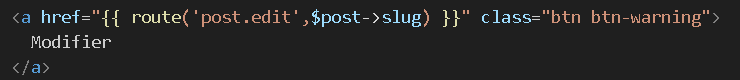 <a href="{{ route('post.edit',$post->slug) }}" class="btn btn-warning">
Modifier
</a>